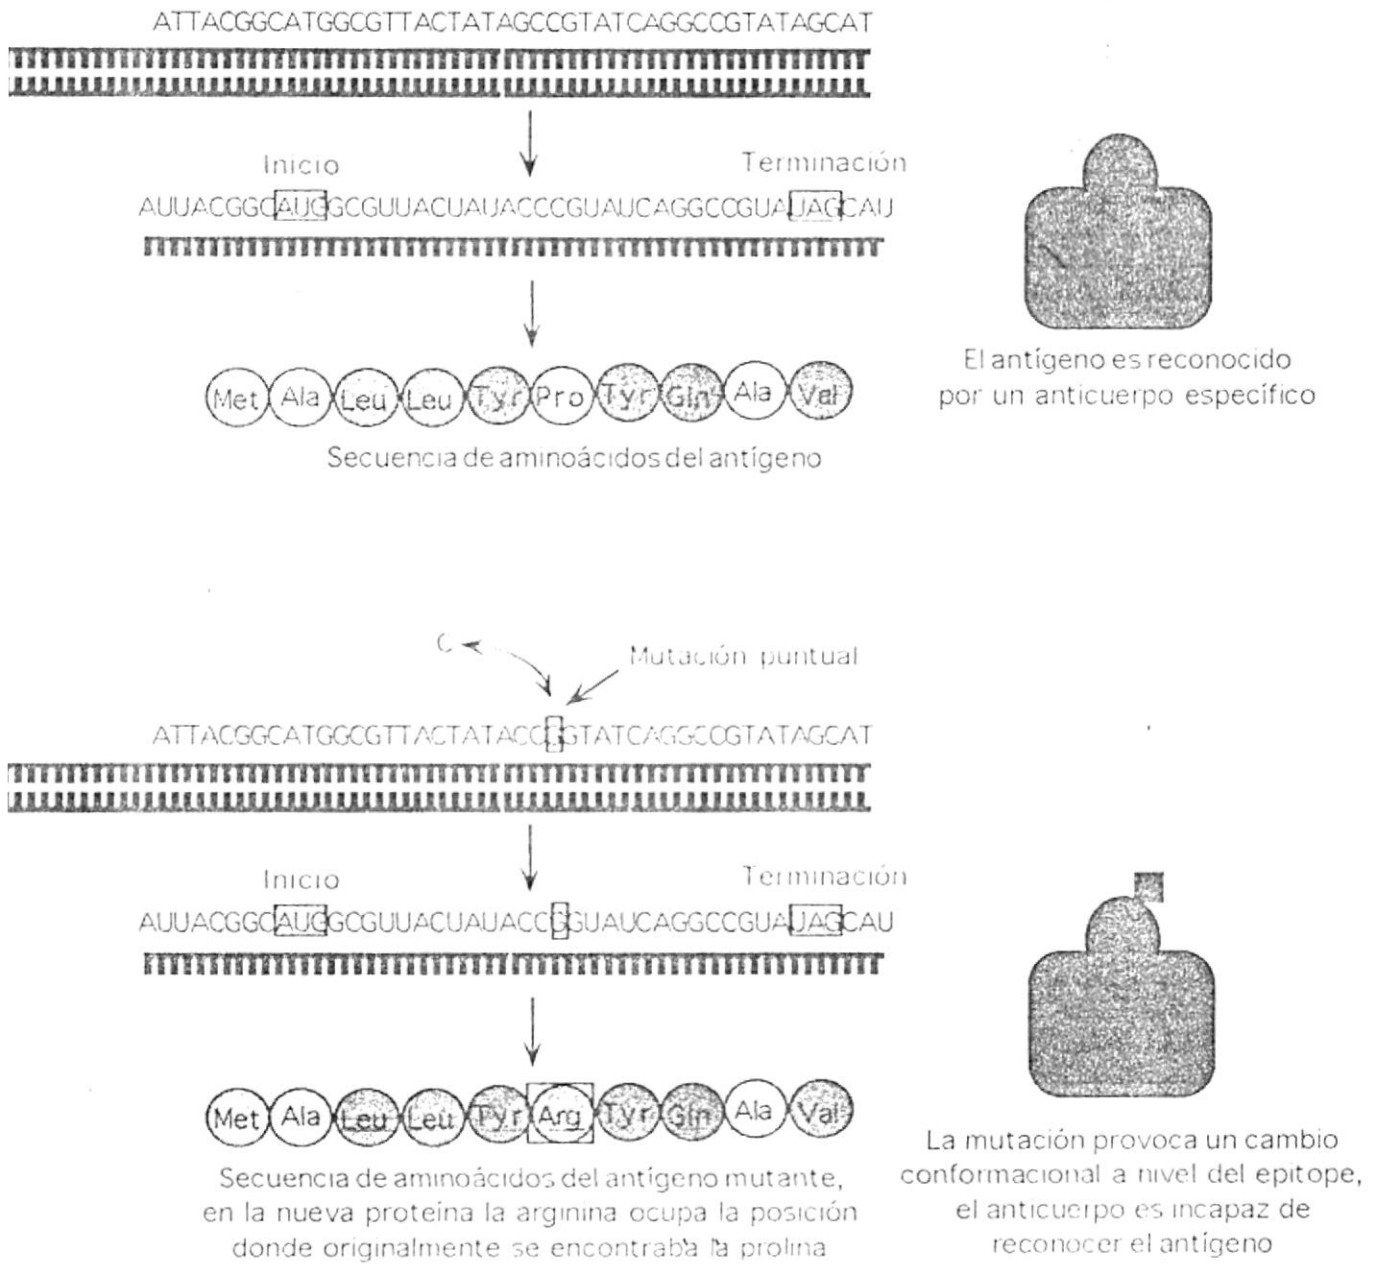 ATTACGGCATGGCGTTACTATAGCCGTATCAGGCCGTATAGCAT
Inicio
Terminación
AUUACGGCAUGGCGUUACUAUACCCGUAUCAGGCCGUAUAGCAU
Met Ala Leu Leu Tyr Pro Tyr Gln Ala Val
Secuencia de aminoácidos del antígeno
El antígeno es reconocido
por un anticuerpo específico
C
Mutación puntual
ATTACGGCATGGCGTTACTATACCGGTATCAGGCCGTATAGCAT
Inicio
Terminación
AUUACGGCAUGGCGUUACUAUACCGGUAUCAGGCCGUAUAGCAU
Met Ala Leu Leu Tyr Arg Tyr Gln Ala Val
Secuencia de aminoácidos del antígeno mutante,
en la nueva proteína la arginina ocupa la posición
donde originalmente se encontraba la prolina
La mutación provoca un cambio
conformacional a nivel del epitope,
el anticuerpo es incapaz de
reconocer el antígeno